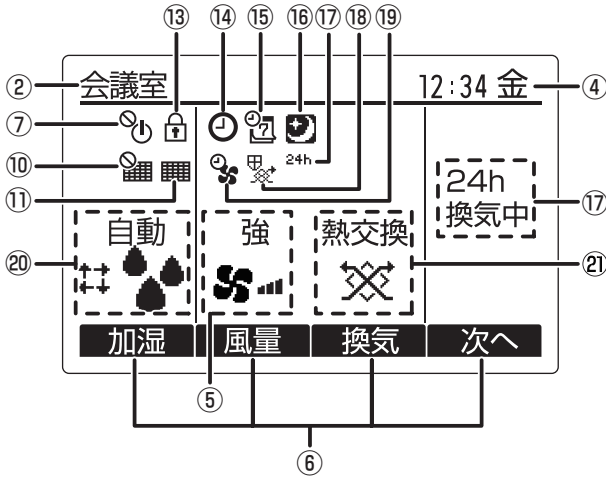 ⑬ ⑭ ⑮ ⑯ ⑰ ⑱ ⑲
② 会議室 12:34 金 ④
⑦
7
⑩ 24h
⑪ 24h ⑰
換気中
⑳ 自動 強 熱交換 ㉑
加湿 風量 換気 次へ
⑤
⑥